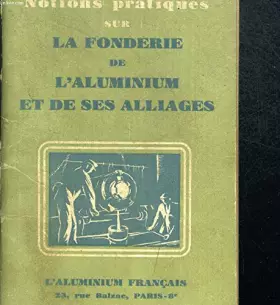 Notions pratiques
SUR
LA FONDERIE
DE
L'ALUMINIUM
ET DE SES ALLIAGES
L'ALUMINIUM FRANÇAIS
23, rue Balzac, PARIS-8e